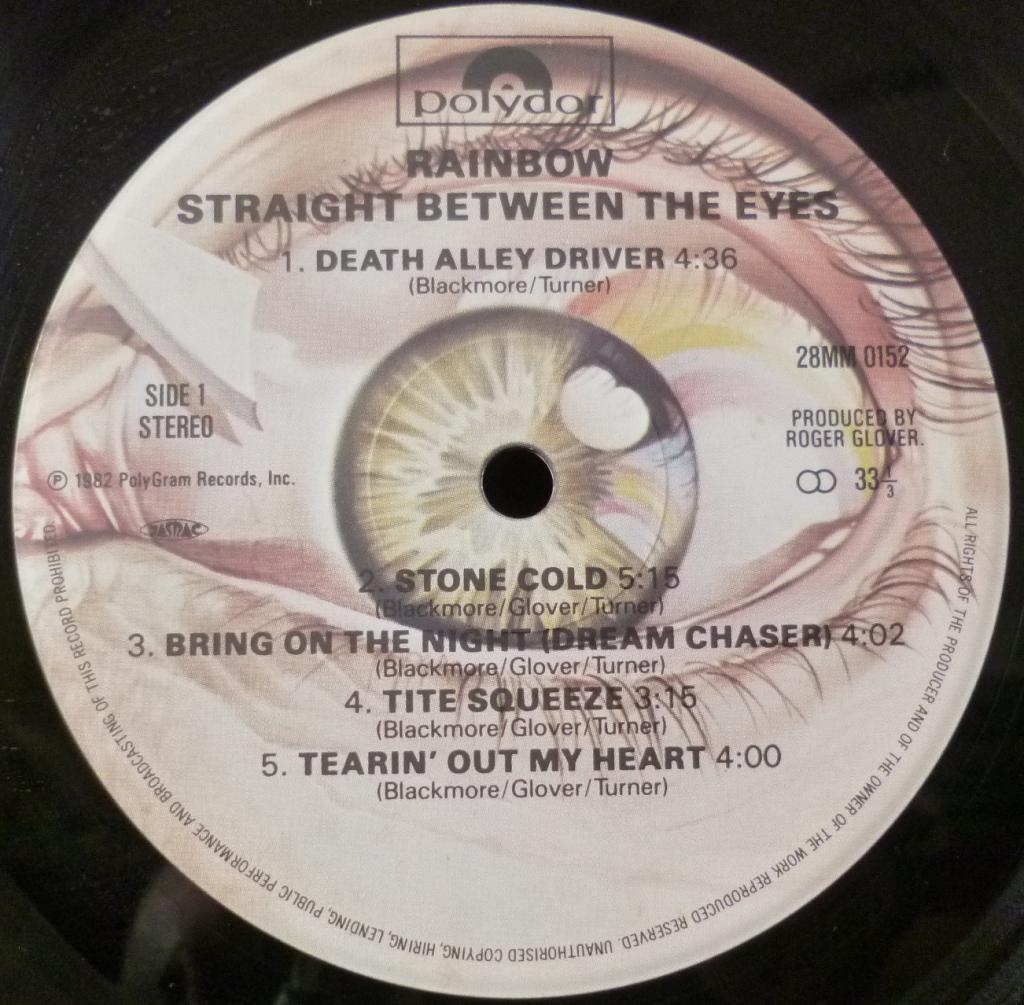 polydor
RAINBOW
STRAIGHT BETWEEN THE EYES
1. DEATH ALLEY DRIVER 4:36
(Blackmore/Turner)
28MM 0152
SIDE 1
STEREO
PRODUCED BY
ROGER GLOVER.
33 1/3
℗ 1982 PolyGram Records, Inc.
JASRAC
2. STONE COLD 5:15
(Blackmore/Glover/Turner)
3. BRING ON THE NIGHT (DREAM CHASER) 4:02
(Blackmore/Glover/Turner)
4. TITE SQUEEZE 3:15
(Blackmore/Glover/Turner)
5. TEARIN' OUT MY HEART 4:00
(Blackmore/Glover/Turner)
ALL RIGHTS OF THE PRODUCER AND OF THE OWNER OF THE WORK REPRODUCED RESERVED. UNAUTHORISED COPYING, HIRING, LENDING, PUBLIC PERFORMANCE AND BROADCASTING OF THIS RECORD PROHIBITED.